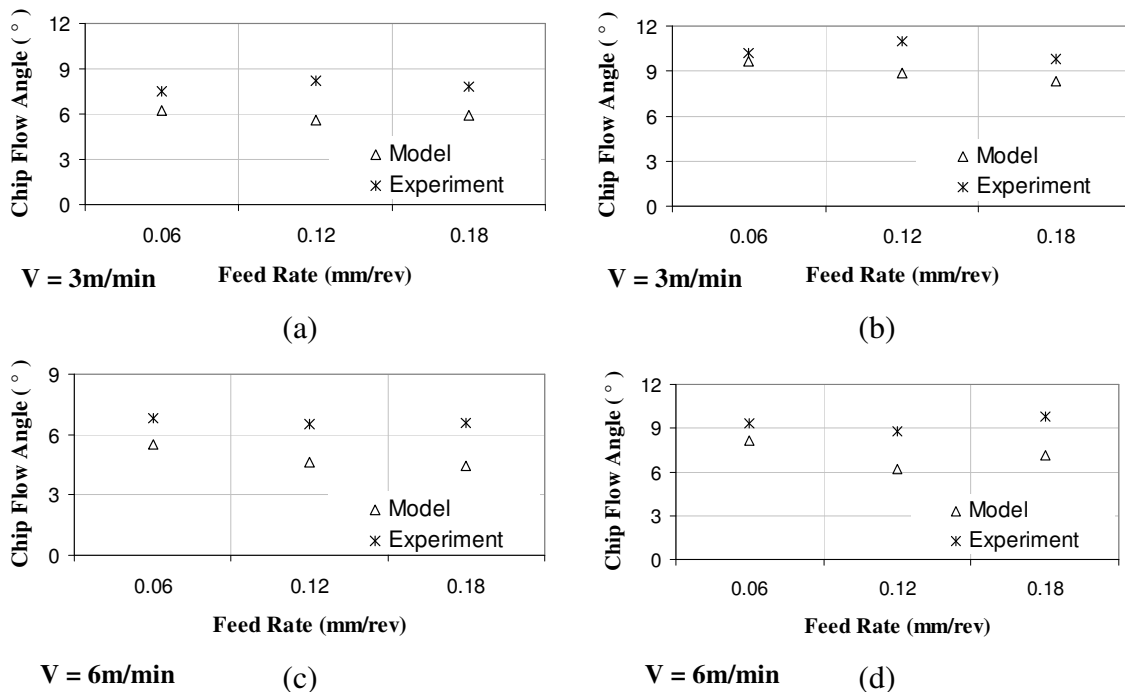 12
9
6
3
0
Chip Flow Angle ( ° )
△ Model
Experiment
0.06 0.12 0.18
V = 3m/min Feed Rate (mm/rev)
(a)
12
9
6
3
0
Chip Flow Angle ( ° )
△ Model
Experiment
0.06 0.12 0.18
V = 3m/min Feed Rate (mm/rev)
(b)
9
6
3
0
Chip Flow Angle ( ° )
△ Model
Experiment
0.06 0.12 0.18
Feed Rate (mm/rev)
V = 6m/min (c)
12
9
6
3
0
Chip Flow Angle ( ° )
△ Model
Experiment
0.06 0.12 0.18
Feed Rate (mm/rev)
V = 6m/min (d)